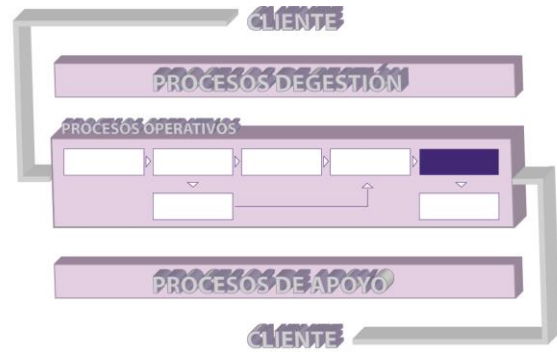 CLIENTE
PROCESOS DEGESTIÓN
PROCESOS OPERATIVOS
PROCESOS DE APOYO
CLIENTE